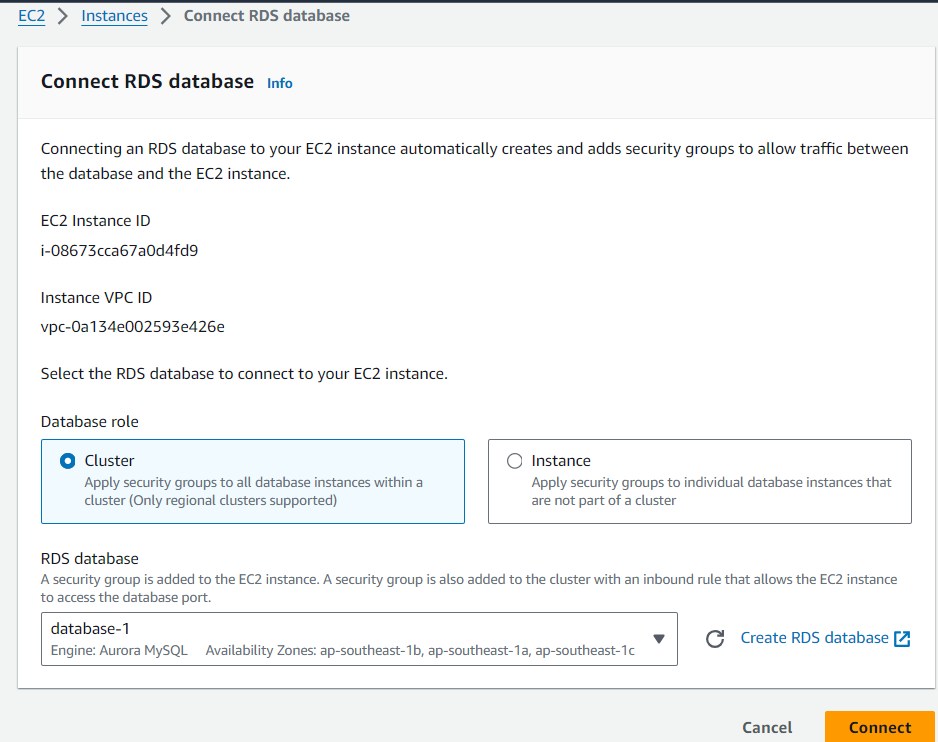 EC2 > Instances > Connect RDS database
Connect RDS database Info
Connecting an RDS database to your EC2 instance automatically creates and adds security groups to allow traffic between
the database and the EC2 instance.
EC2 Instance ID
i-08673cca67a0d4fd9
Instance VPC ID
vpc-0a134e002593e426e
Select the RDS database to connect to your EC2 instance.
Database role
Cluster
Apply security groups to all database instances within a
cluster (Only regional clusters supported)
Instance
Apply security groups to individual database instances that
are not part of a cluster
RDS database
A security group is added to the EC2 instance. A security group is also added to the cluster with an inbound rule that allows the EC2 instance
to access the database port.
database-1
Engine: Aurora MySQL Availability Zones: ap-southeast-1b, ap-southeast-1a, ap-southeast-1c
Create RDS database
Cancel Connect